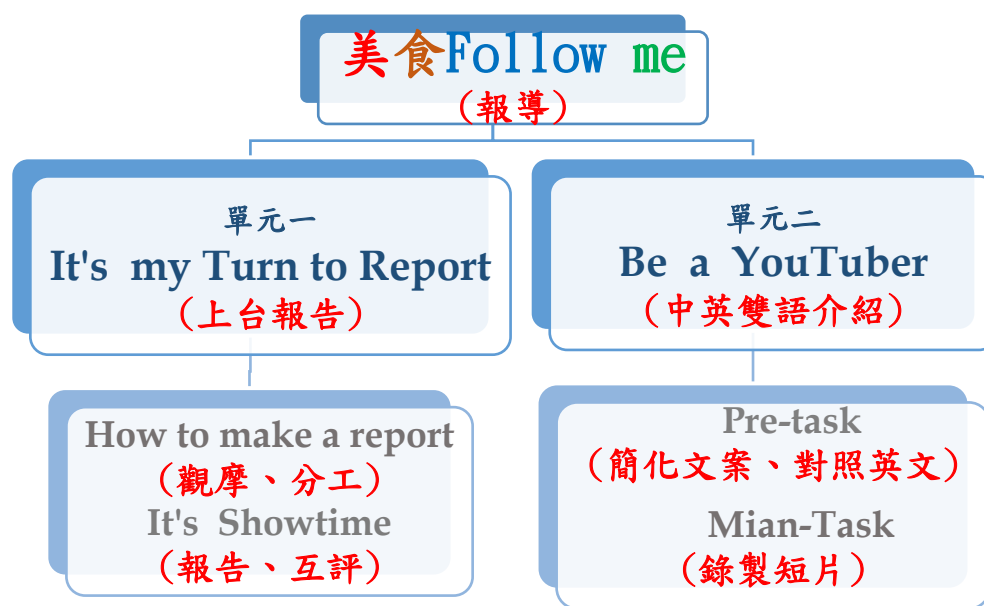 美食Follow me
(報導)
單元一
It's my Turn to Report
(上台報告)
單元二
Be a YouTuber
(中英雙語介紹)
How to make a report
(觀摩、分工)
It's Showtime
(報告、互評)
Pre-task
(簡化文案、對照英文)
Mian-Task
(錄製短片)